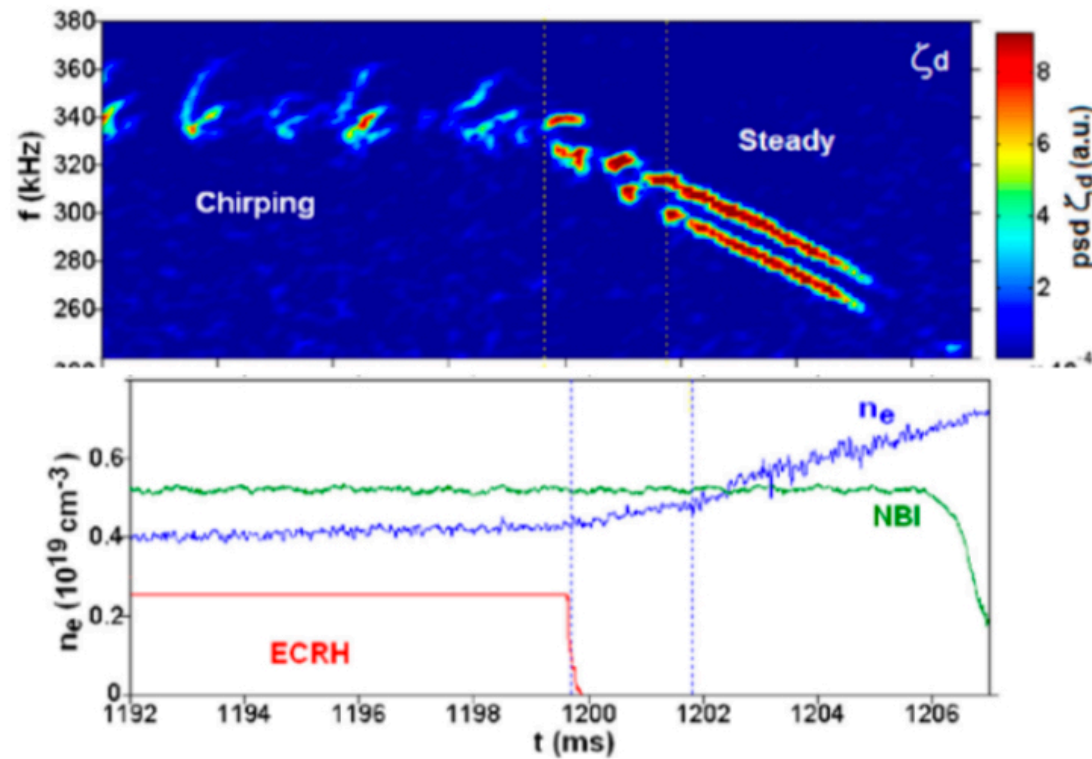 380
360
340
320
300
280
260
f (kHz)
Chirping
Steady
ζd
8
6
4
2
psd ζd (a.u.)
ne
NBI
ECRH
0.6
0.4
0.2
0
ne (10^19 cm^-3)
1192 1194 1196 1198 1200 1202 1204 1206
t (ms)